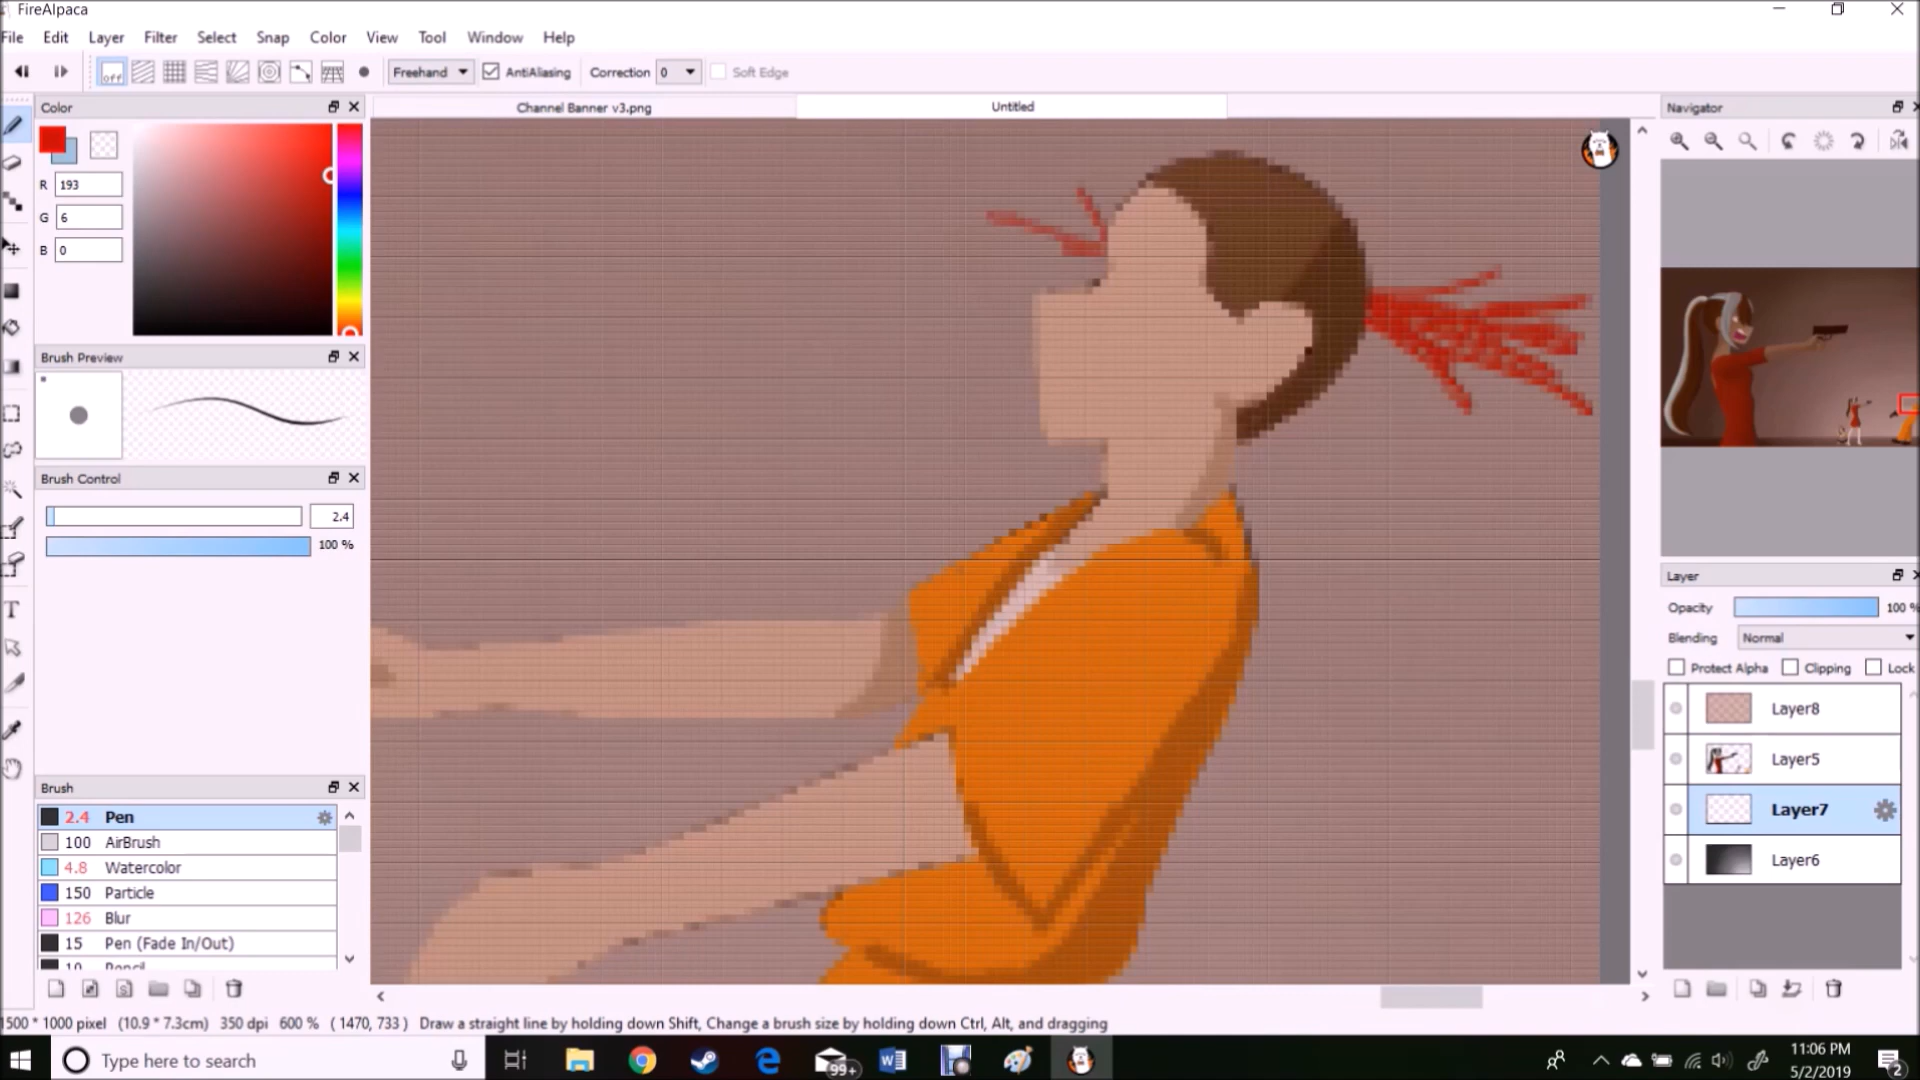 FireAlpaca
File Edit Layer Filter Select Snap Color View Tool Window Help
off Freehand AntiAliasing Correction 0 Soft Edge
Color
Channel Banner v3.png
Untitled
Navigator
R 193
G 6
B 0
Brush Preview
Brush Control
2.4
100 %
Layer
Opacity 100 %
Blending Normal
Protect Alpha Clipping Lock
Layer8
Layer5
Layer7
Layer6
Brush
2.4 Pen
100 AirBrush
4.8 Watercolor
150 Particle
126 Blur
15 Pen (Fade In/Out)
10 Pencil
1500 * 1000 pixel (10.9 * 7.3cm) 350 dpi 600 % ( 1470, 733 ) Draw a straight line by holding down Shift, Change a brush size by holding down Ctrl, Alt, and dragging
Type here to search
99+
11:06 PM
5/2/2019
2